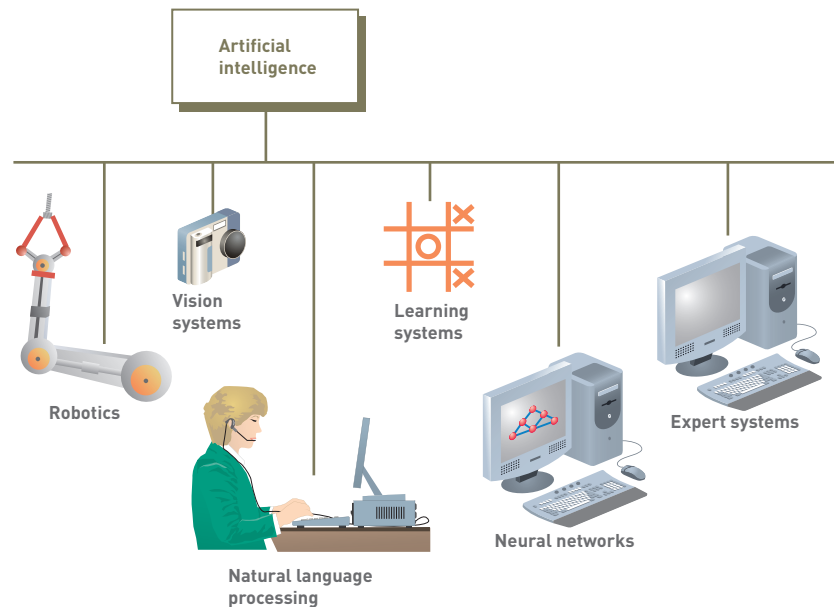 Artificial
intelligence
Vision
systems
Learning
systems
Robotics
Expert systems
Neural networks
Natural language
processing